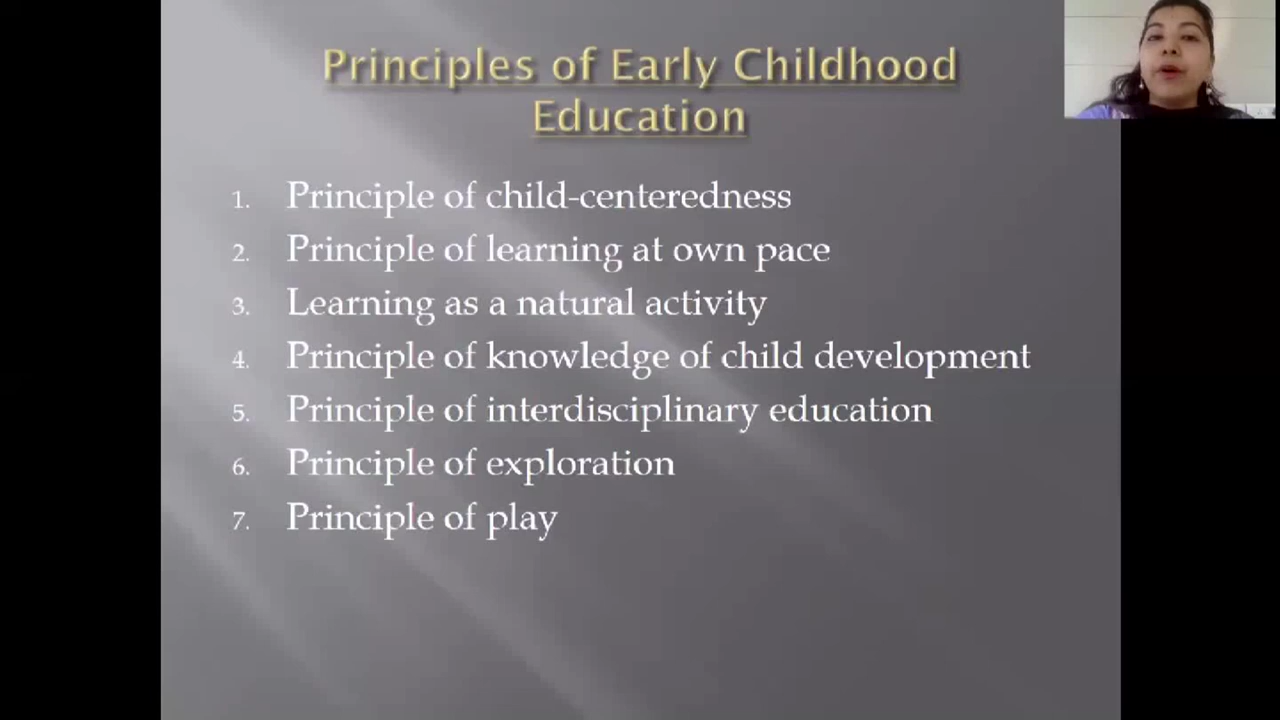 Principles of Early Childhood
Education
1. Principle of child-centeredness
2. Principle of learning at own pace
3. Learning as a natural activity
4. Principle of knowledge of child development
5. Principle of interdisciplinary education
6. Principle of exploration
7. Principle of play